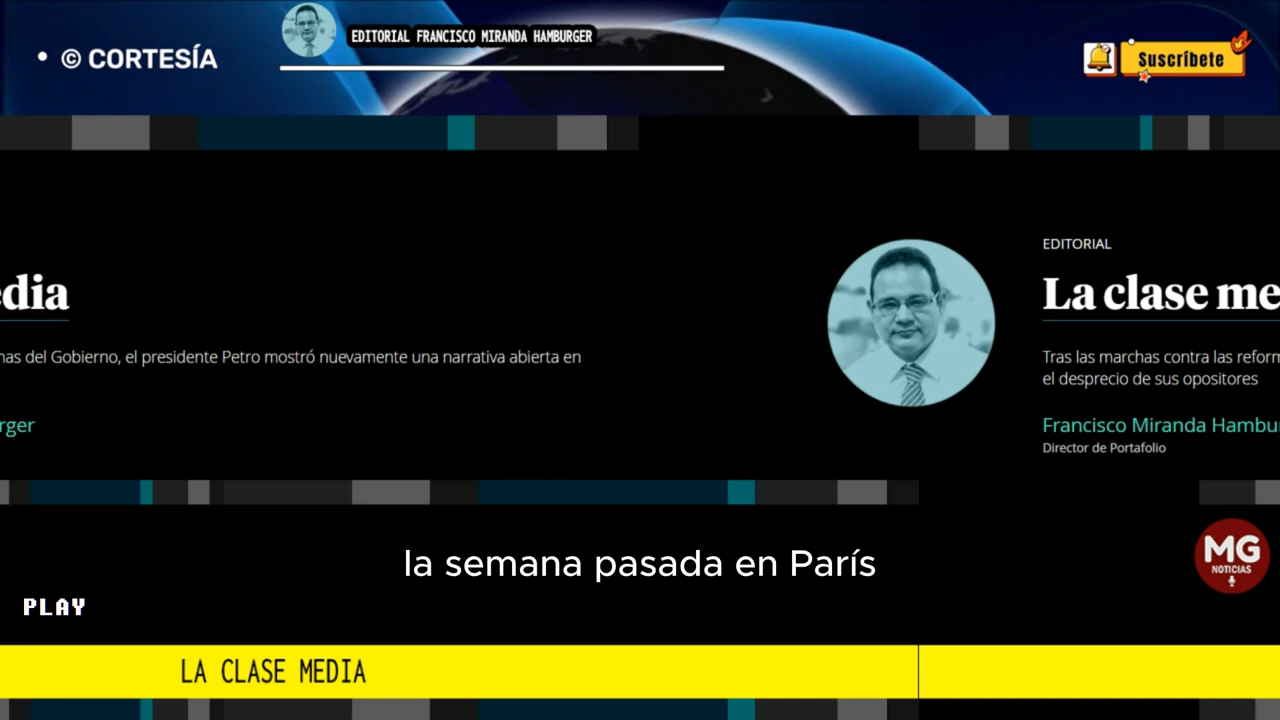 • © CORTESÍA
EDITORIAL FRANCISCO MIRANDA HAMBURGER
Suscríbete
edia
nas del Gobierno, el presidente Petro mostró nuevamente una narrativa abierta en
rger
EDITORIAL
La clase me
Tras las marchas contra las reform
el desprecio de sus opositores
Francisco Miranda Hambu
Director de Portafolio
la semana pasada en París
MG
NOTICIAS
PLAY
LA CLASE MEDIA